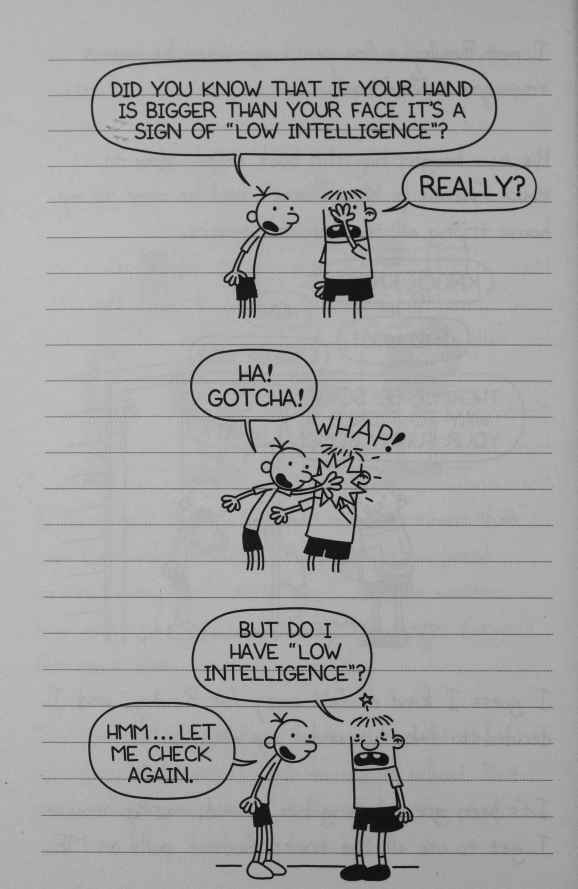 DID YOU KNOW THAT IF YOUR HAND
IS BIGGER THAN YOUR FACE IT'S A
SIGN OF "LOW INTELLIGENCE"?
REALLY?
HA!
GOTCHA!
WHAP!
BUT DO I
HAVE "LOW
INTELLIGENCE"?
HMM... LET
ME CHECK
AGAIN.